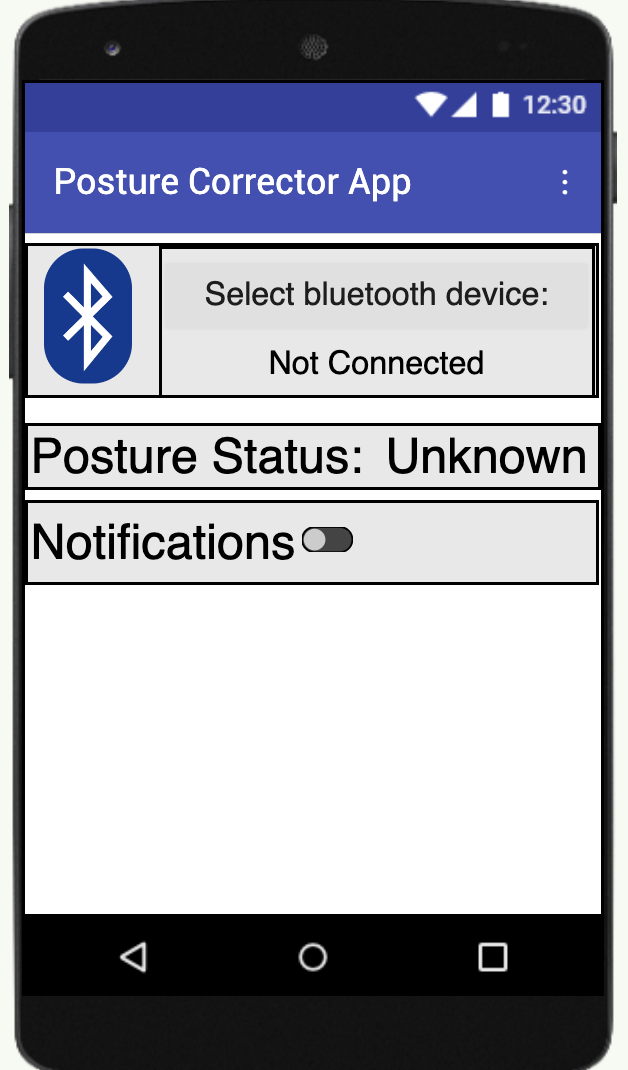 12:30
Posture Corrector App
Select bluetooth device:
Not Connected
Posture Status: Unknown
Notifications